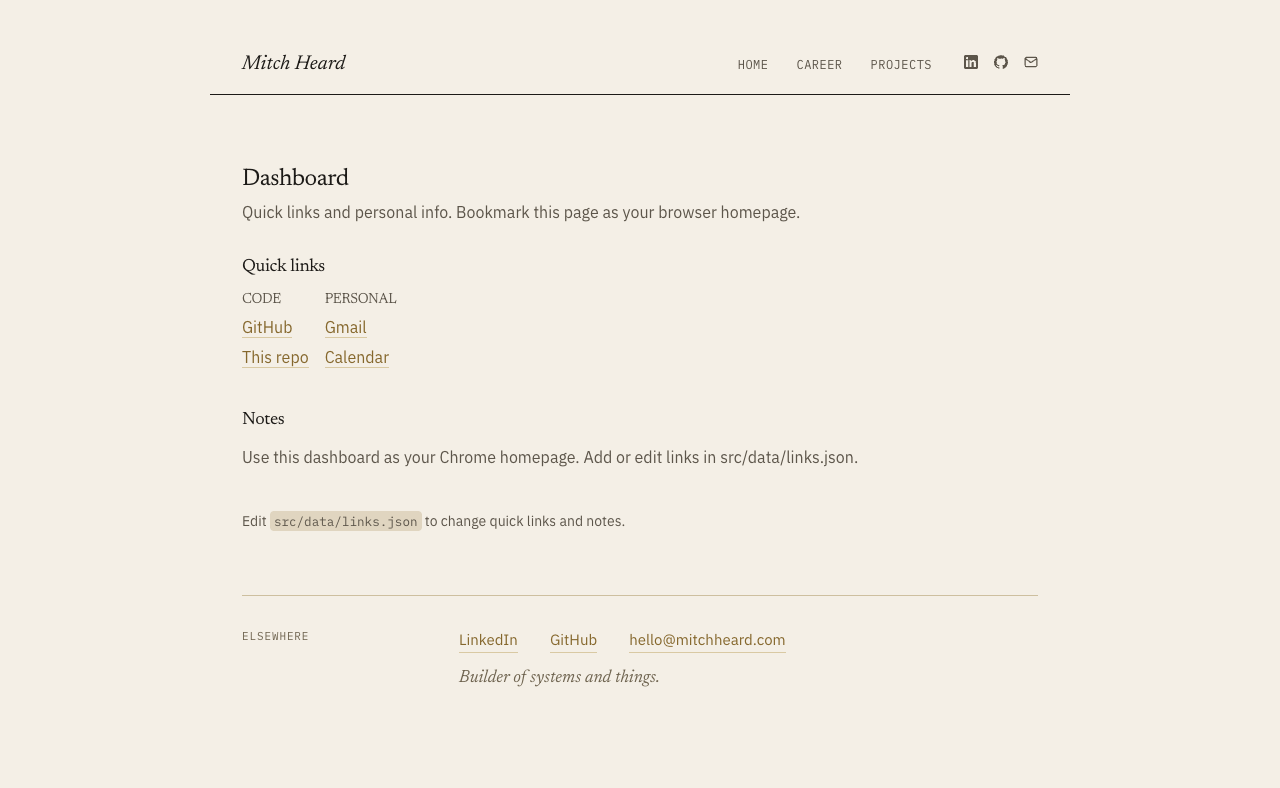 Mitch Heard
HOME CAREER PROJECTS
Dashboard
Quick links and personal info. Bookmark this page as your browser homepage.
Quick links
CODE PERSONAL
GitHub Gmail
This repo Calendar
Notes
Use this dashboard as your Chrome homepage. Add or edit links in src/data/links.json.
Edit src/data/links.json to change quick links and notes.
ELSEWHERE
LinkedIn GitHub hello@mitchheard.com
Builder of systems and things.